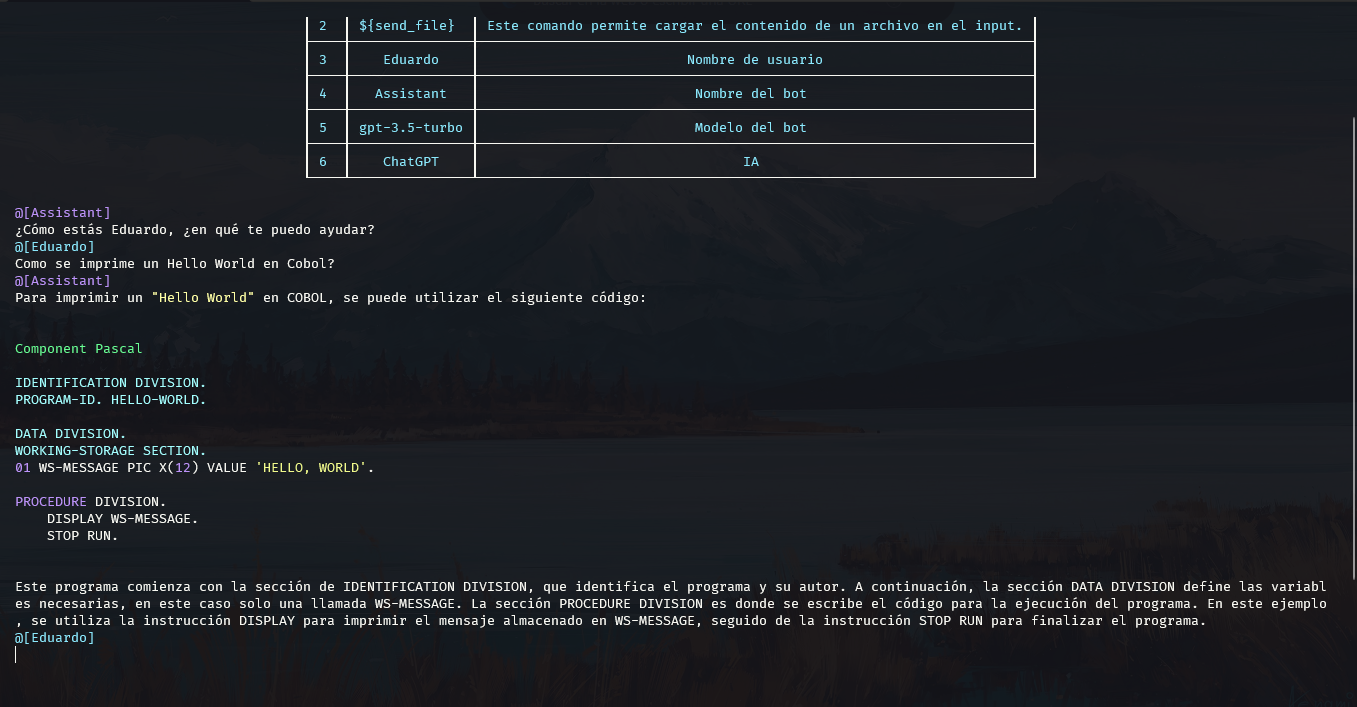 2 ${send_file} Este comando permite cargar el contenido de un archivo en el input.
3 Eduardo Nombre de usuario
4 Assistant Nombre del bot
5 gpt-3.5-turbo Modelo del bot
6 ChatGPT IA
@[Assistant]
¿Cómo estás Eduardo, ¿en qué te puedo ayudar?
@[Eduardo]
Como se imprime un Hello World en Cobol?
@[Assistant]
Para imprimir un "Hello World" en COBOL, se puede utilizar el siguiente código:
Component Pascal
IDENTIFICATION DIVISION.
PROGRAM-ID. HELLO-WORLD.
DATA DIVISION.
WORKING-STORAGE SECTION.
01 WS-MESSAGE PIC X(12) VALUE 'HELLO, WORLD'.
PROCEDURE DIVISION.
DISPLAY WS-MESSAGE.
STOP RUN.
Este programa comienza con la sección de IDENTIFICATION DIVISION, que identifica el programa y su autor. A continuación, la sección DATA DIVISION define las variabl
es necesarias, en este caso solo una llamada WS-MESSAGE. La sección PROCEDURE DIVISION es donde se escribe el código para la ejecución del programa. En este ejemplo
, se utiliza la instrucción DISPLAY para imprimir el mensaje almacenado en WS-MESSAGE, seguido de la instrucción STOP RUN para finalizar el programa.
@[Eduardo]